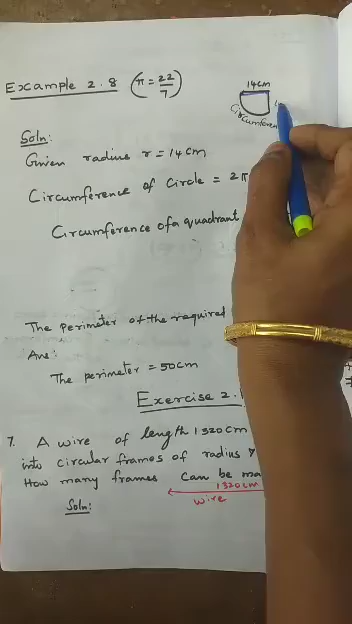 Example 2.8 (π = 22/7)
14cm
Circumferen
Soln:
Given radius r = 14cm
Circumference of Circle = 2π
Circumference of a quadrant
The perimeter of the required
Ans:
The perimeter = 50cm
Exercise 2.1
7. A wire of length 1320cm
into circular frames of radius 7
How many frames can be ma
1320cm
wire
Soln: